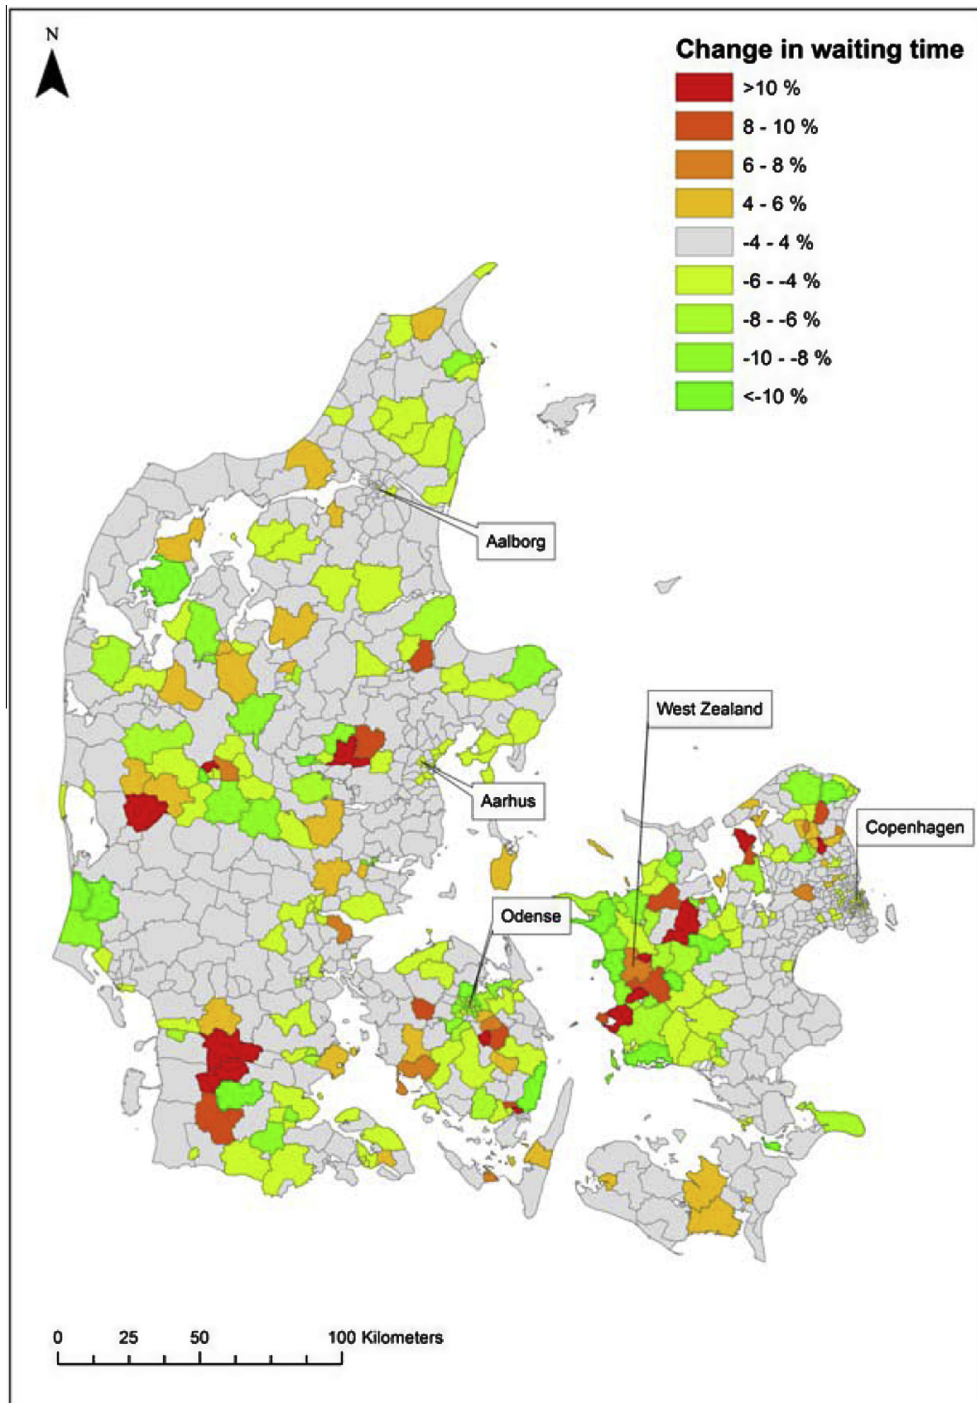 N
Change in waiting time
>10 %
8 - 10 %
6 - 8 %
4 - 6 %
-4 - 4 %
-6 - -4 %
-8 - -6 %
-10 - -8 %
<-10 %
Aalborg
West Zealand
Aarhus
Copenhagen
Odense
0 25 50 100 Kilometers